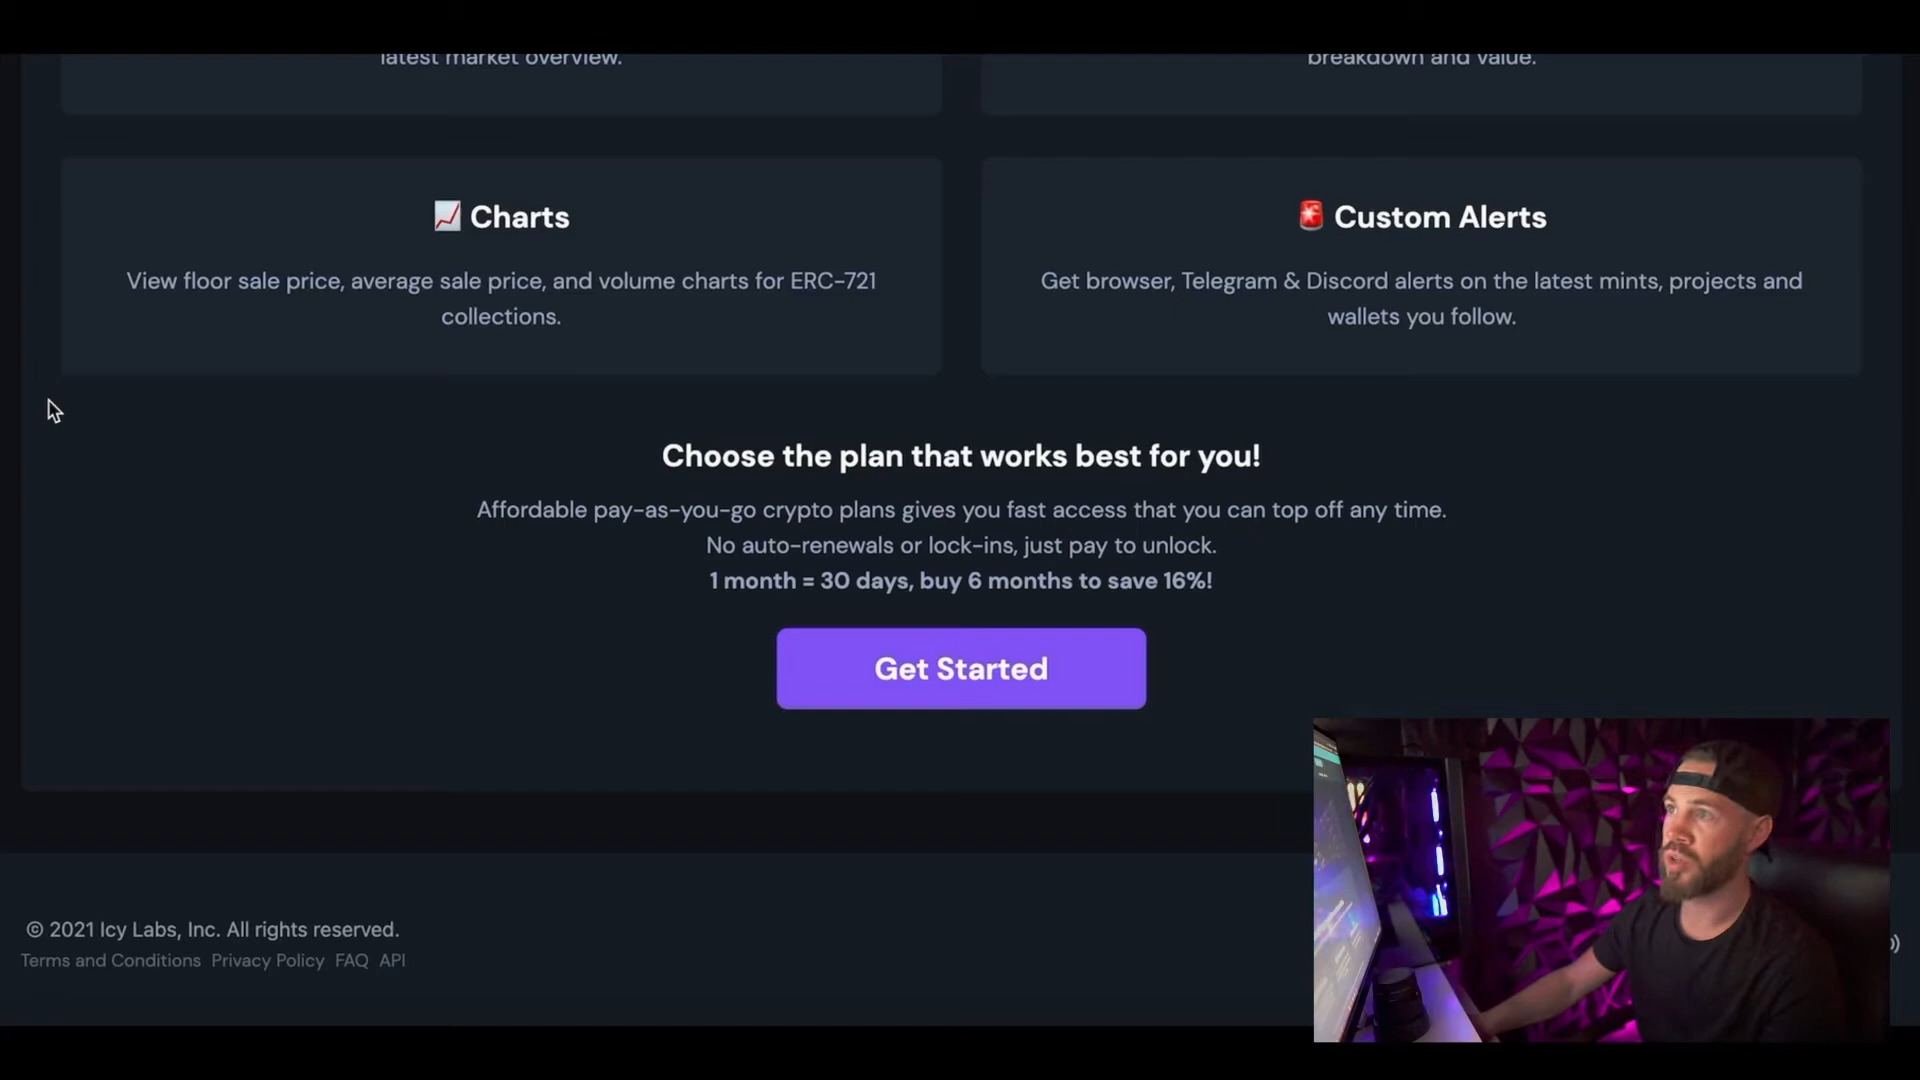 latest market overview.
breakdown and value.
Charts
View floor sale price, average sale price, and volume charts for ERC-721
collections.
Custom Alerts
Get browser, Telegram & Discord alerts on the latest mints, projects and
wallets you follow.
Choose the plan that works best for you!
Affordable pay-as-you-go crypto plans gives you fast access that you can top off any time.
No auto-renewals or lock-ins, just pay to unlock.
1 month = 30 days, buy 6 months to save 16%!
Get Started
© 2021 Icy Labs, Inc. All rights reserved.
Terms and Conditions Privacy Policy FAQ API